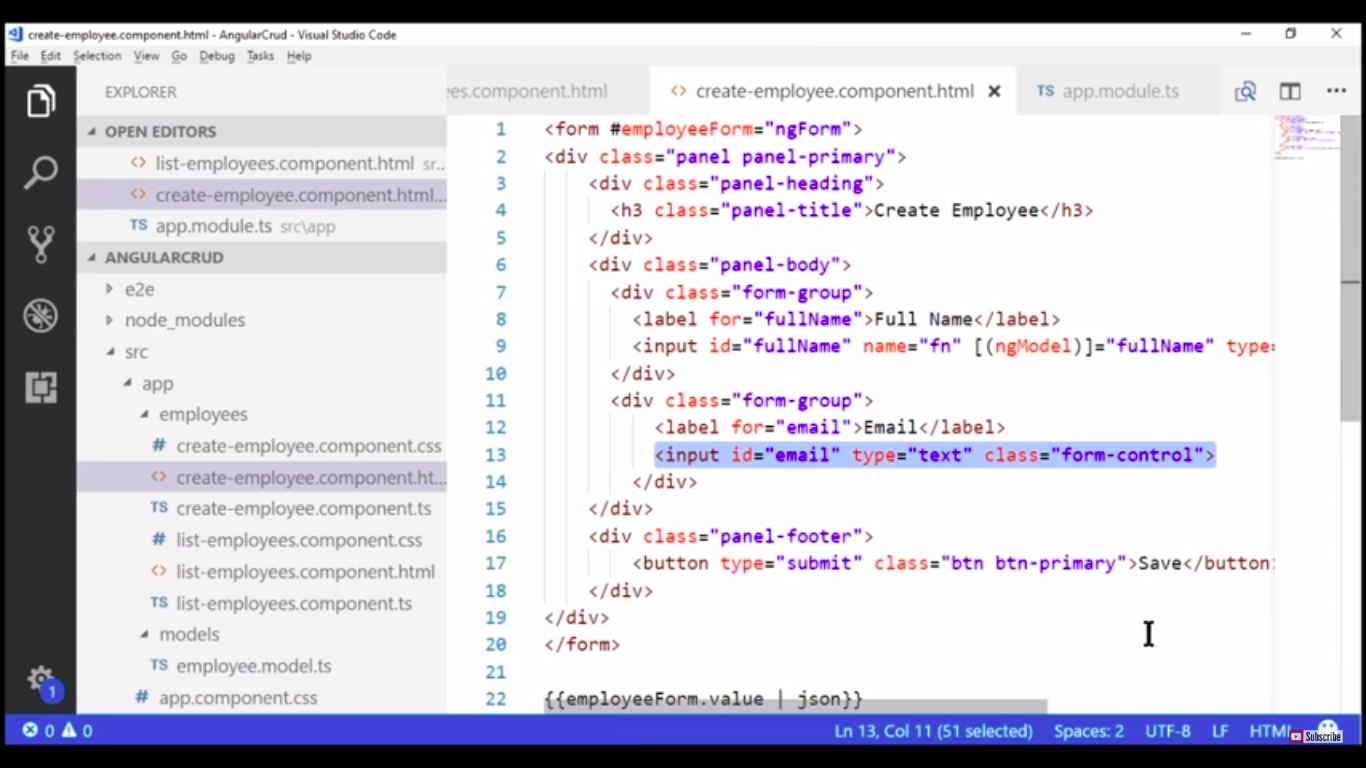 create-employee.component.html - AngularCrud - Visual Studio Code
File Edit Selection View Go Debug Tasks Help
EXPLORER
OPEN EDITORS
list-employees.component.html sr...
create-employee.component.html...
TS app.module.ts src\app
ANGULARCRUD
e2e
node_modules
src
app
employees
# create-employee.component.css
create-employee.component.ht...
TS create-employee.component.ts
# list-employees.component.css
list-employees.component.html
TS list-employees.component.ts
models
TS employee.model.ts
# app.component.css
ees.component.html
create-employee.component.html
TS app.module.ts
1 <form #employeeForm="ngForm">
2 <div class="panel panel-primary">
3 <div class="panel-heading">
4 <h3 class="panel-title">Create Employee</h3>
5 </div>
6 <div class="panel-body">
7 <div class="form-group">
8 <label for="fullName">Full Name</label>
9 <input id="fullName" name="fn" [(ngModel)]="fullName" type=
10 </div>
11 <div class="form-group">
12 <label for="email">Email</label>
13 <input id="email" type="text" class="form-control">
14 </div>
15 </div>
16 <div class="panel-footer">
17 <button type="submit" class="btn btn-primary">Save</button
18 </div>
19 </div>
20 </form>
21
22 {{employeeForm.value | json}}
1
0 0
Ln 13, Col 11 (51 selected) Spaces: 2 UTF-8 LF HTML
Subscribe